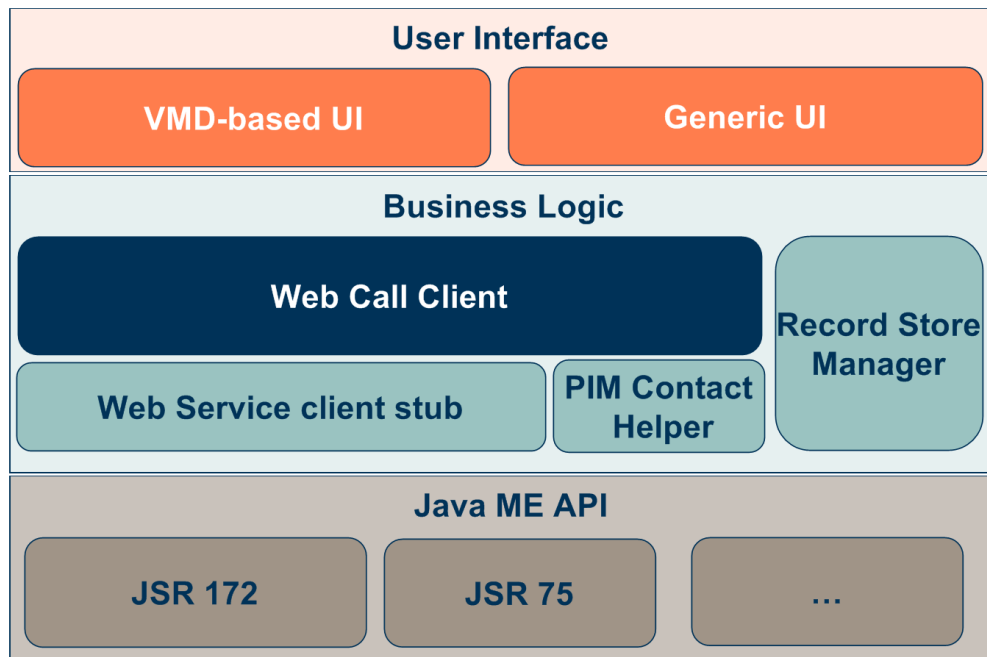 User Interface
VMD-based UI
Generic UI
Business Logic
Web Call Client
Record Store
Manager
Web Service client stub
PIM Contact
Helper
Java ME API
JSR 172
JSR 75
...